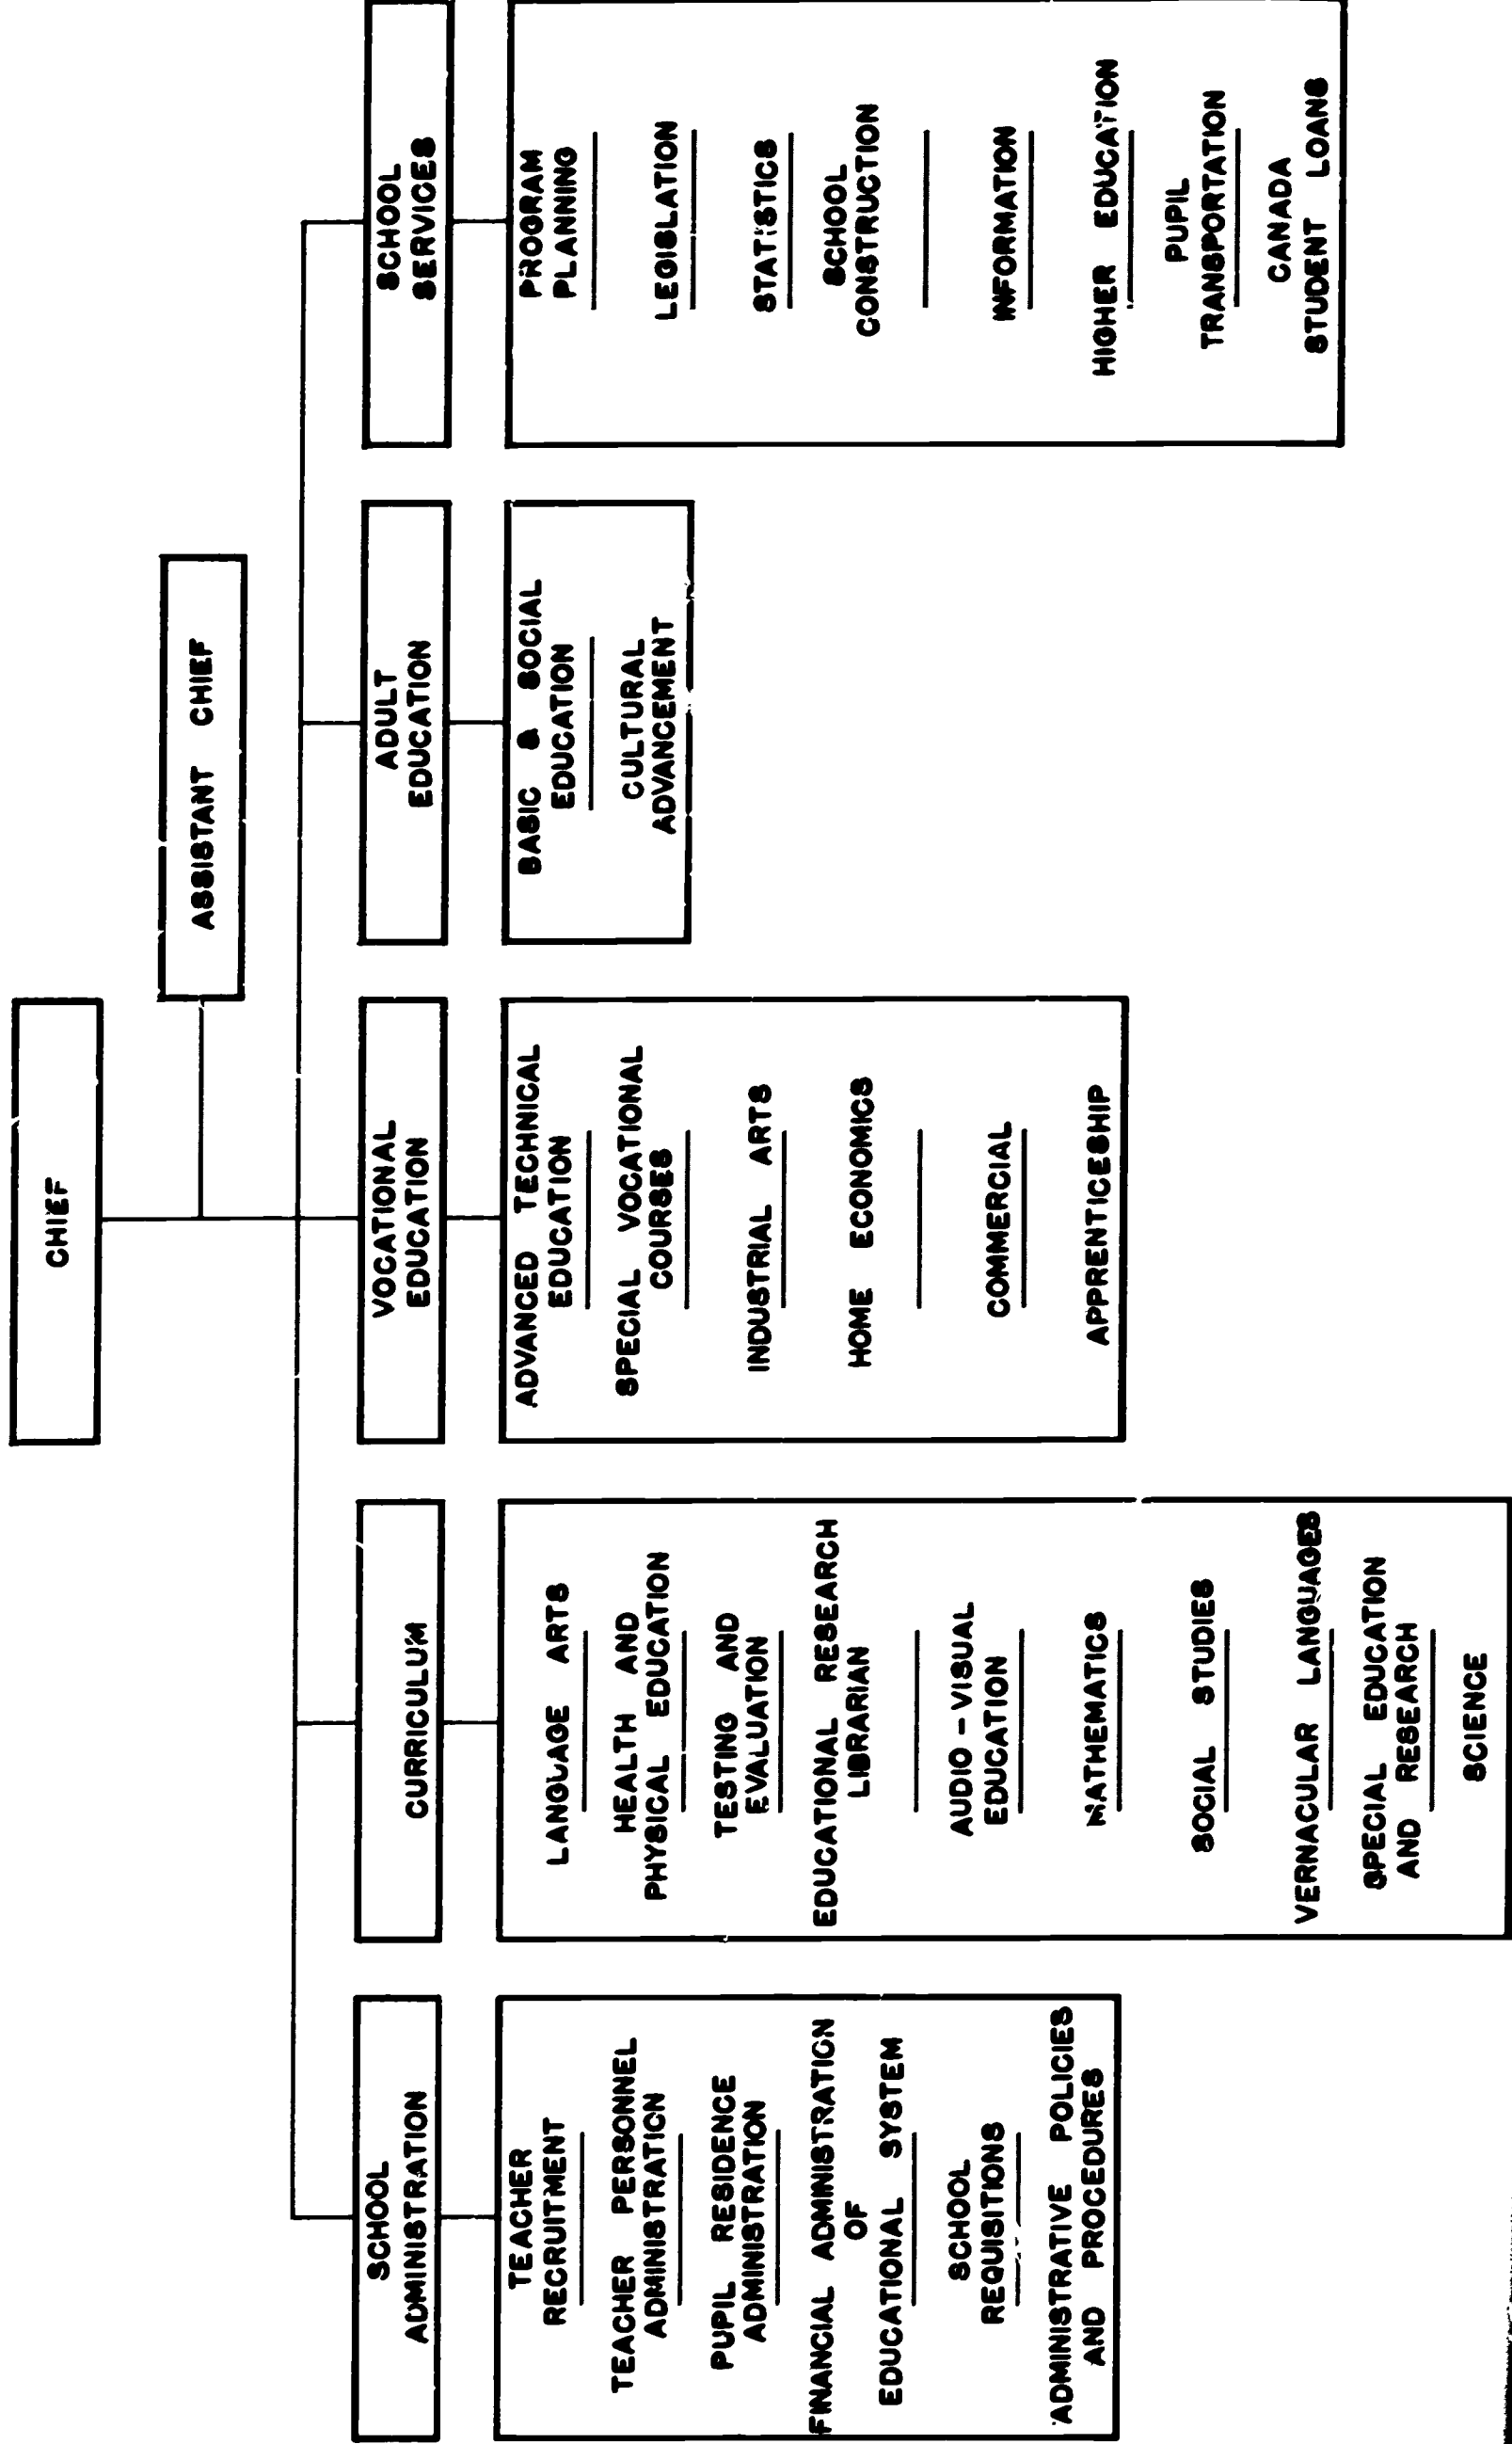 CHIEF
ASSISTANT CHIEF
SCHOOL
ADMINISTRATION
TEACHER
RECRUITMENT
TEACHER PERSONNEL
ADMINISTRATION
PUPIL RESIDENCE
ADMINISTRATION
FINANCIAL ADMINISTRATION
OF
EDUCATIONAL SYSTEM
SCHOOL
REQUISITIONS
ADMINISTRATIVE POLICIES
AND PROCEDURES
CURRICULUM
LANGUAGE ARTS
HEALTH AND
PHYSICAL EDUCATION
TESTING AND
EVALUATION
EDUCATIONAL RESEARCH
LIBRARIAN
AUDIO-VISUAL
EDUCATION
MATHEMATICS
SOCIAL STUDIES
VERNACULAR LANGUAGES
SPECIAL EDUCATION
AND RESEARCH
SCIENCE
VOCATIONAL
EDUCATION
ADVANCED TECHNICAL
EDUCATION
SPECIAL VOCATIONAL
COURSES
INDUSTRIAL ARTS
HOME ECONOMICS
COMMERCIAL
APPRENTICESHIP
ADULT
EDUCATION
BASIC & SOCIAL
EDUCATION
CULTURAL
ADVANCEMENT
SCHOOL
SERVICES
PROGRAM
PLANNING
LEGISLATION
STATISTICS
SCHOOL
CONSTRUCTION
INFORMATION
HIGHER EDUCATION
PUPIL
TRANSPORTATION
CANADA
STUDENT LOANS